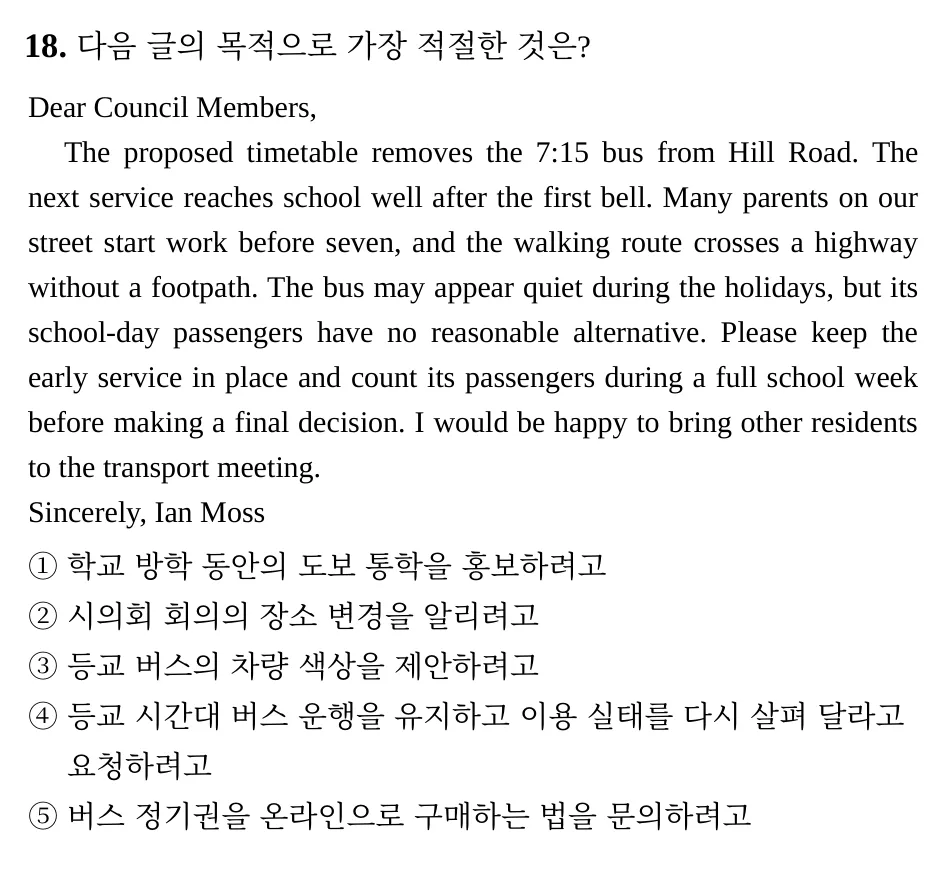 18. 다음 글의 목적으로 가장 적절한 것은?
Dear Council Members,
The proposed timetable removes the 7:15 bus from Hill Road. The
next service reaches school well after the first bell. Many parents on our
street start work before seven, and the walking route crosses a highway
without a footpath. The bus may appear quiet during the holidays, but its
school-day passengers have no reasonable alternative. Please keep the
early service in place and count its passengers during a full school week
before making a final decision. I would be happy to bring other residents
to the transport meeting.
Sincerely, Ian Moss
① 학교 방학 동안의 도보 통학을 홍보하려고
② 시의회 회의의 장소 변경을 알리려고
③ 등교 버스의 차량 색상을 제안하려고
④ 등교 시간대 버스 운행을 유지하고 이용 실태를 다시 살펴 달라고
요청하려고
⑤ 버스 정기권을 온라인으로 구매하는 법을 문의하려고